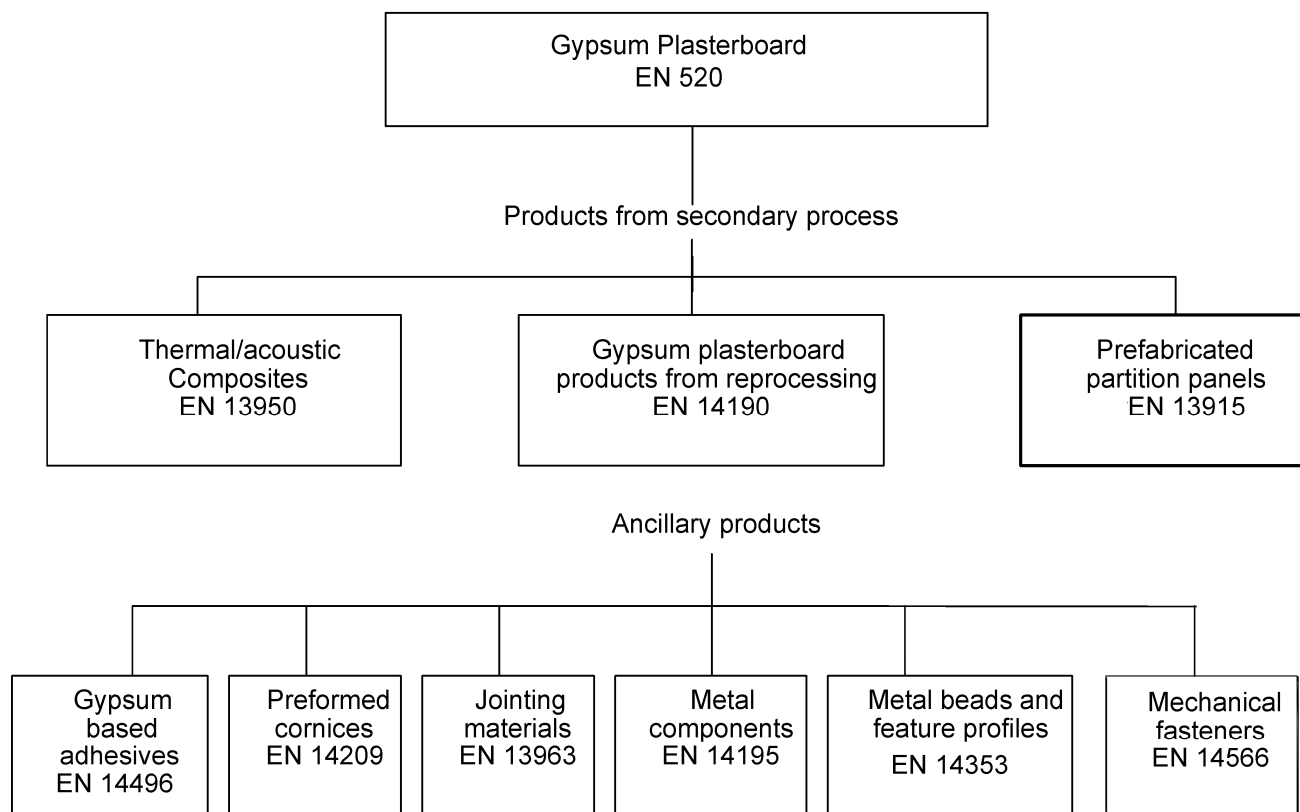 Gypsum Plasterboard
EN 520
Products from secondary process
Thermal/acoustic
Composites
EN 13950
Gypsum plasterboard
products from reprocessing
EN 14190
Prefabricated
partition panels
EN 13915
Ancillary products
Gypsum
based
adhesives
EN 14496
Preformed
cornices
EN 14209
Jointing
materials
EN 13963
Metal
components
EN 14195
Metal beads and
feature profiles
EN 14353
Mechanical
fasteners
EN 14566